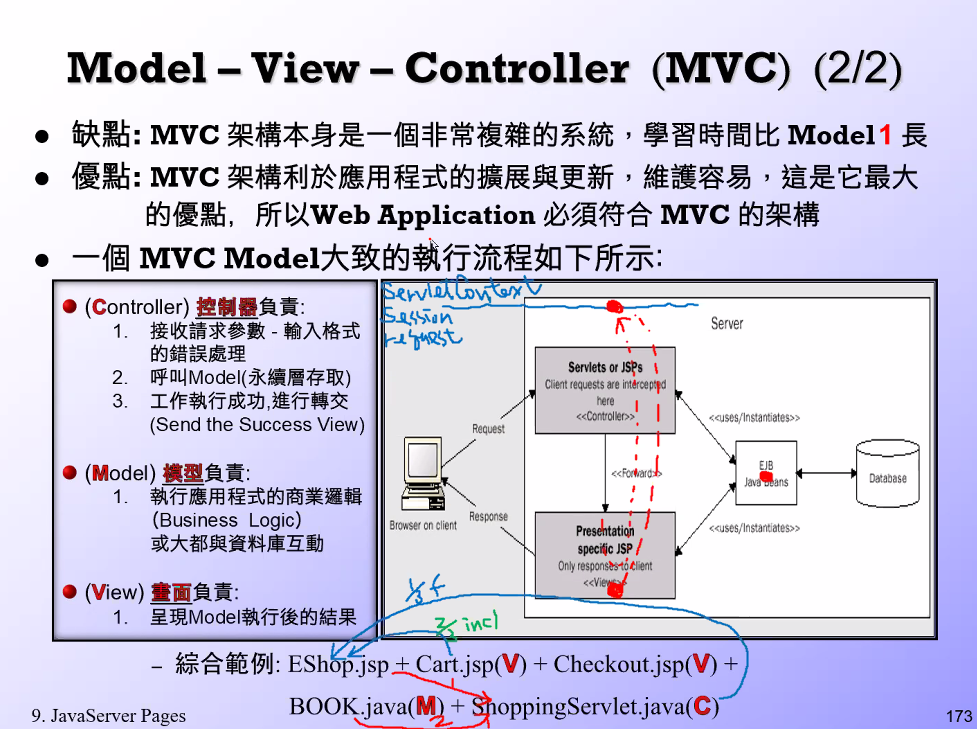 Model – View – Controller (MVC) (2/2)
● 缺點: MVC 架構本身是一個非常複雜的系統，學習時間比 Model1 長
● 優點: MVC 架構利於應用程式的擴展與更新，維護容易，這是它最大
的優點, 所以Web Application 必須符合 MVC 的架構
● 一個 MVC Model大致的執行流程如下所示:
(Controller) 控制器負責:
1. 接收請求參數 - 輸入格式
的錯誤處理
2. 呼叫Model(永續層存取)
3. 工作執行成功,進行轉交
(Send the Success View)
(Model) 模型負責:
1. 執行應用程式的商業邏輯
（Business Logic）
或大都與資料庫互動
(View) 畫面負責:
1. 呈現Model執行後的結果
ServletContext
Session
request
Server
Servlets or JSPs
Client requests are intercepted
here
<<Controller>>
Request
<<uses/Instantiates>>
<<Forward>>
EJB
Java Beans
Database
Browser on client
Response
Presentation
specific JSP
Only responses to client
<<Views>>
<<uses/Instantiates>>
1/3 f
2/3 incl
– 綜合範例: EShop.jsp + Cart.jsp(V) + Checkout.jsp(V) +
1
BOOK.java(M) + ShoppingServlet.java(C)
2
9. JavaServer Pages
173